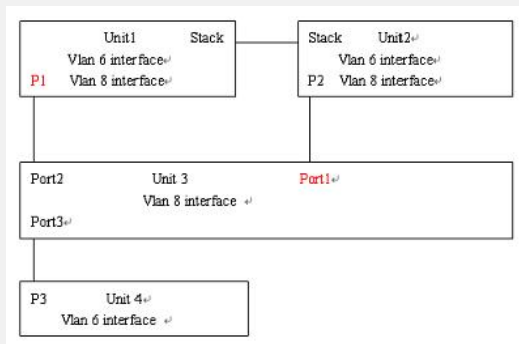 Unit1 Stack
Vlan 6 interface↵
P1 Vlan 8 interface↵
Stack Unit2↵
Vlan 6 interface↵
P2 Vlan 8 interface↵
Port2 Unit 3 Port1↵
Vlan 8 interface ↵
Port3↵
P3 Unit 4↵
Vlan 6 interface ↵